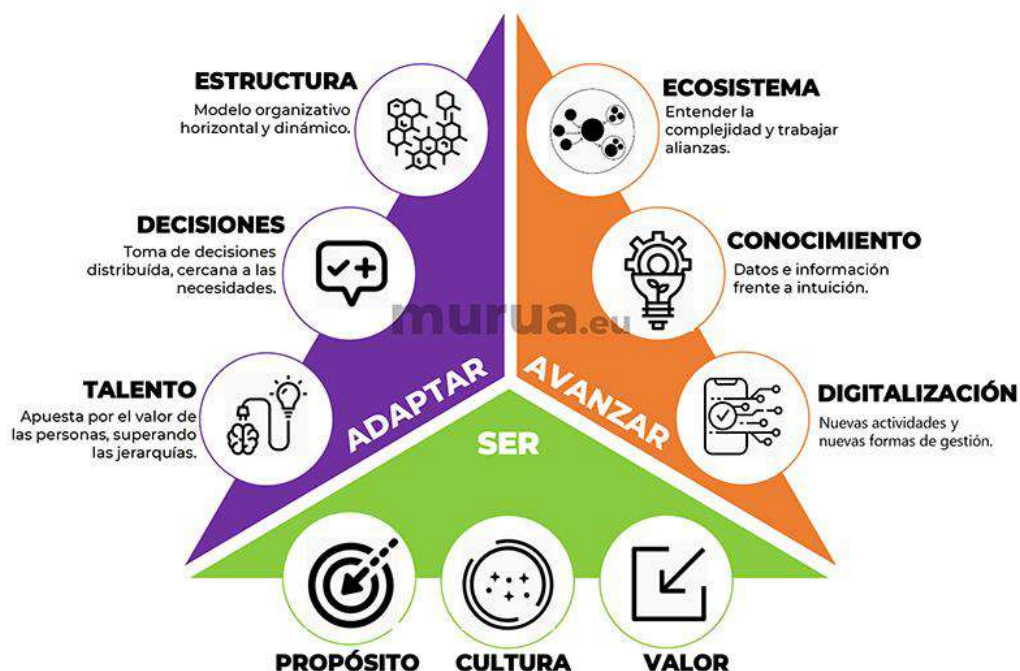 ESTRUCTURA
Modelo organizativo
horizontal y dinámico.
DECISIONES
Toma de decisiones
distribuída, cercana a las
necesidades.
TALENTO
Apuesta por el valor de
las personas, superando
las jerarquías.
ECOSISTEMA
Entender la
complejidad y trabajar
alianzas.
CONOCIMIENTO
Datos e información
frente a intuición.
DIGITALIZACIÓN
Nuevas actividades y
nuevas formas de gestión.
murua.eu
ADAPTAR
AVANZAR
SER
PROPÓSITO
CULTURA
VALOR